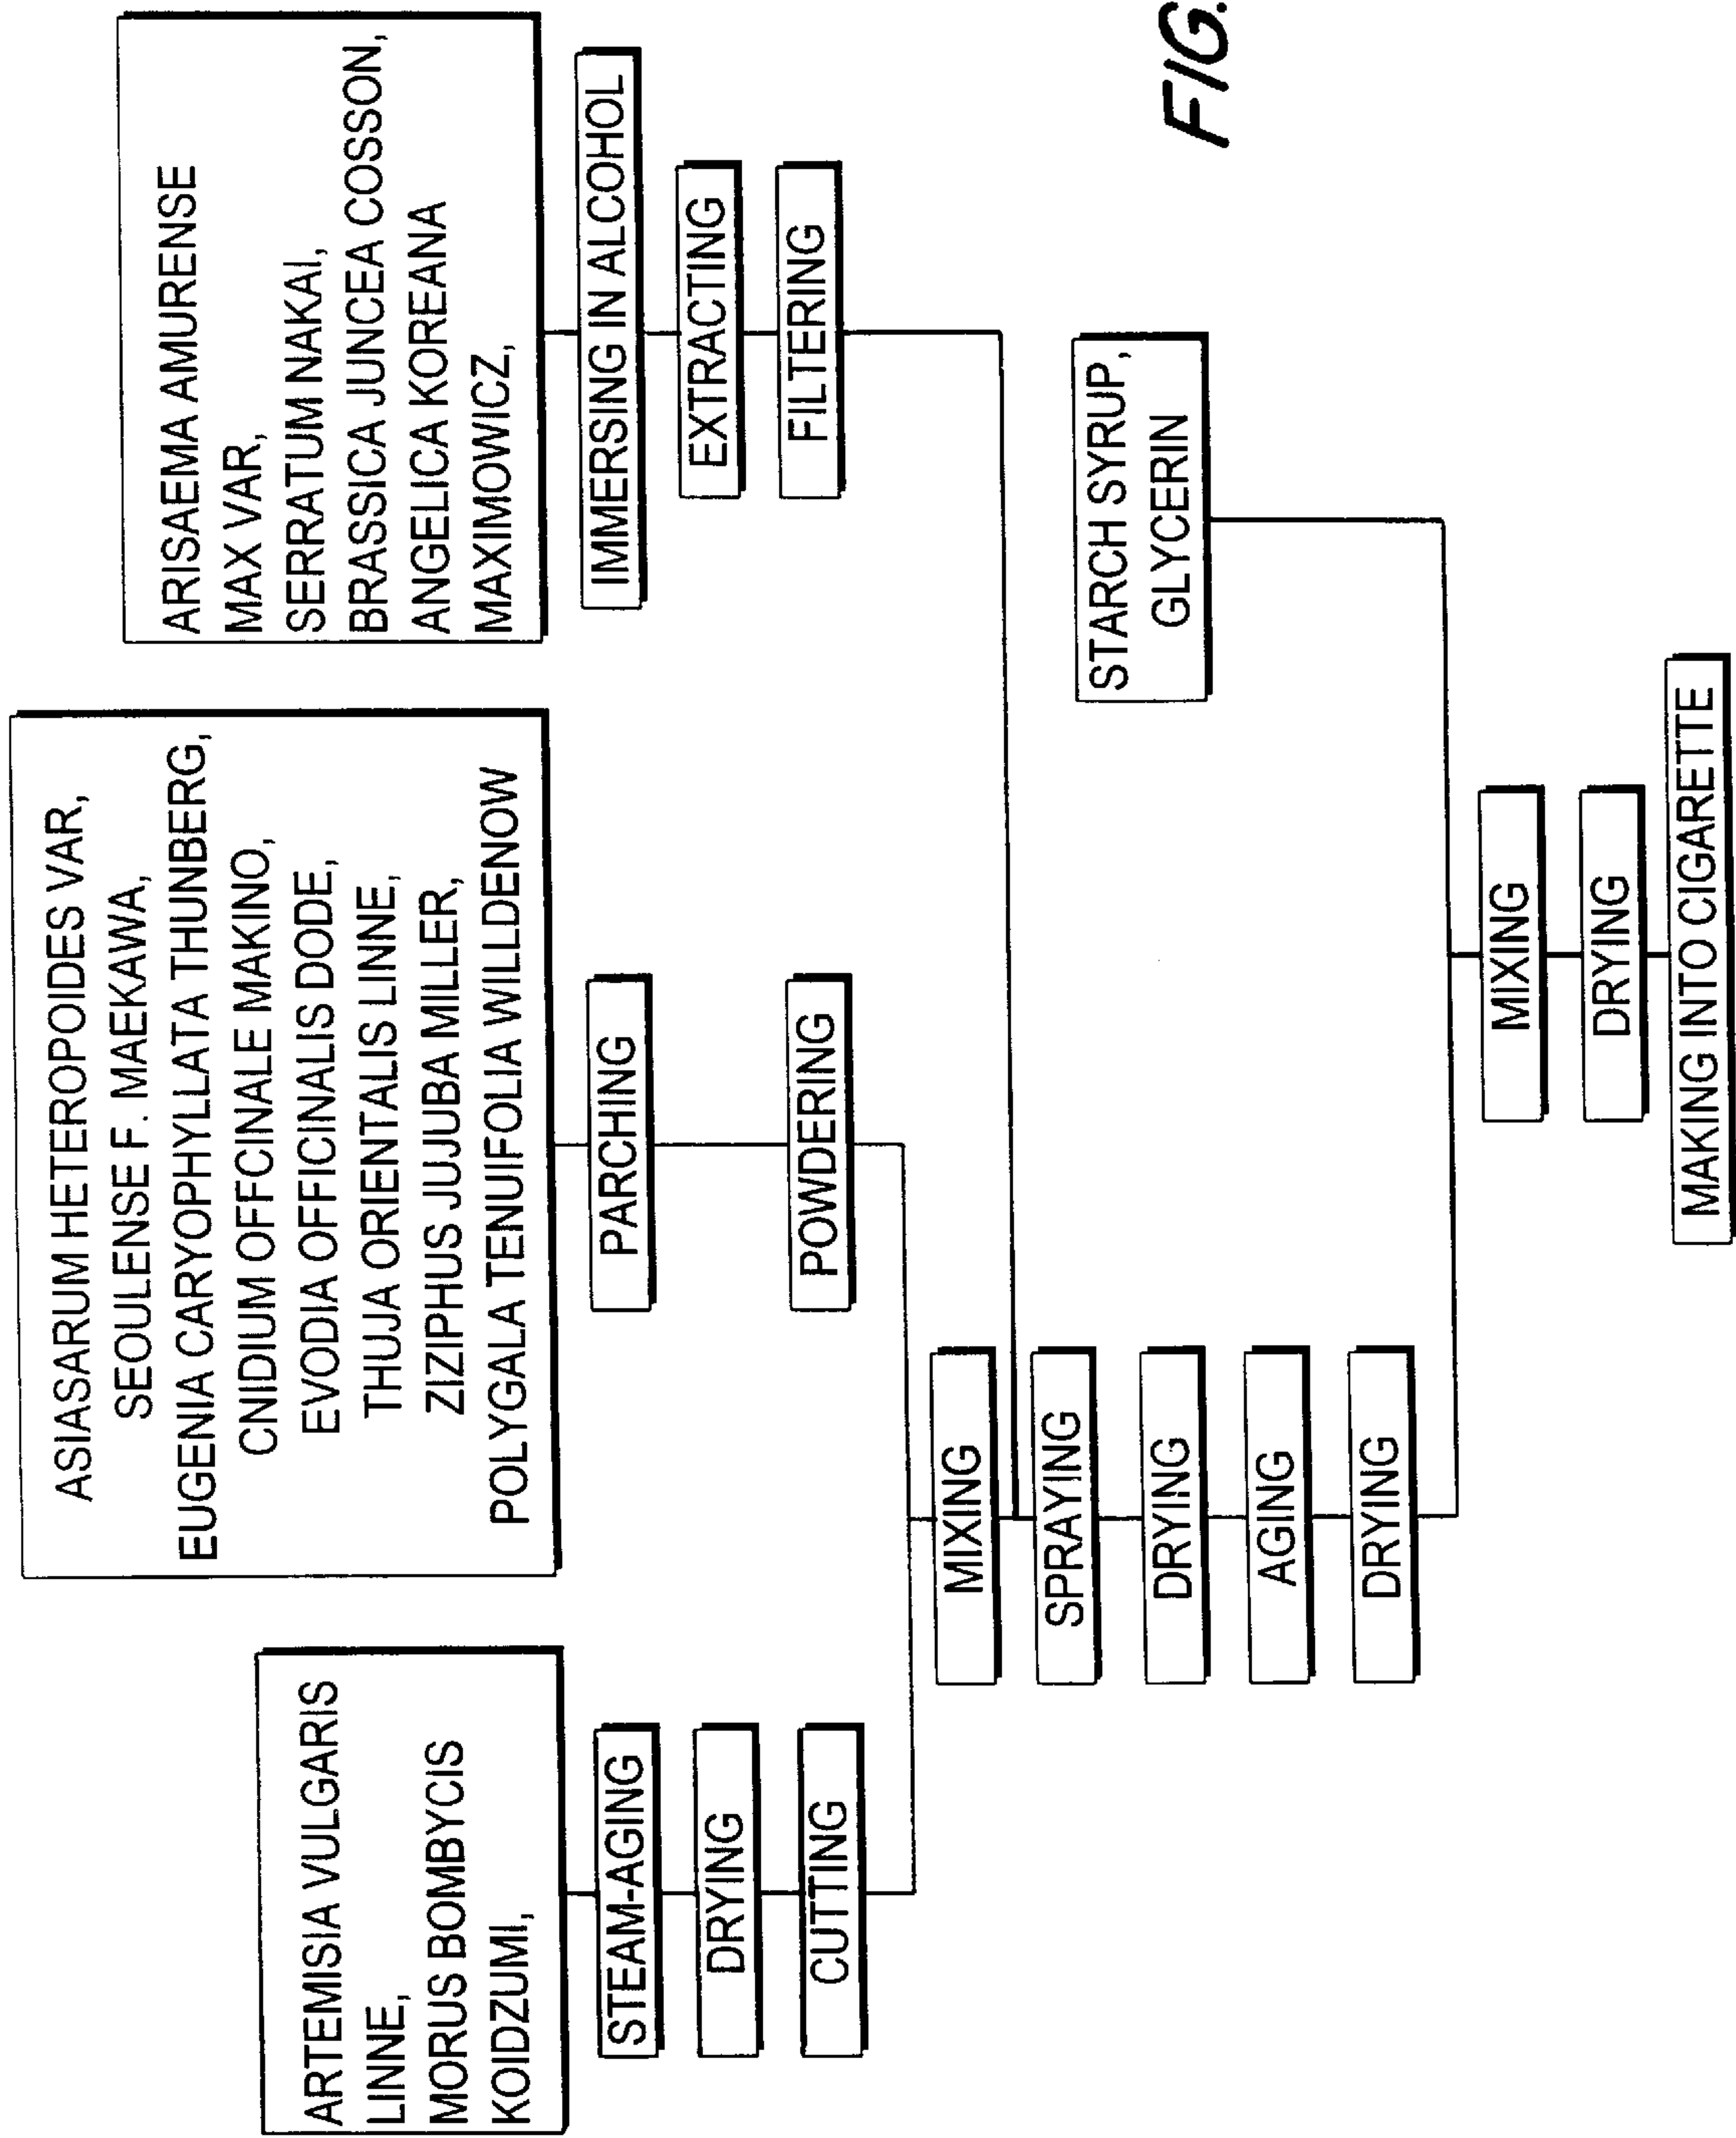 ARTEMISIA VULGARIS
LINNE,
MORUS BOMBYCIS
KOIDZUMI,
STEAM-AGING
DRYING
CUTTING
ASIASARUM HETEROPOIDES VAR,
SEOULENSE F. MAEKAWA,
EUGENIA CARYOPHYLLATA THUNBERG,
CNIDIUM OFFCINALE MAKINO,
EVODIA OFFICINALIS DODE,
THUJA ORIENTALIS LINNE,
ZIZIPHUS JUJUBA MILLER,
POLYGALA TENUIFOLIA WILLDENOW
PARCHING
POWDERING
ARISAEMA AMURENSE
MAX VAR,
SERRATUM NAKAI,
BRASSICA JUNCEA COSSON,
ANGELICA KOREANA
MAXIMOWICZ,
IMMERSING IN ALCOHOL
EXTRACTING
FILTERING
MIXING
SPRAYING
DRYING
AGING
DRYING
STARCH SYRUP,
GLYCERIN
MIXING
DRYING
MAKING INTO CIGARETTE
FIG.